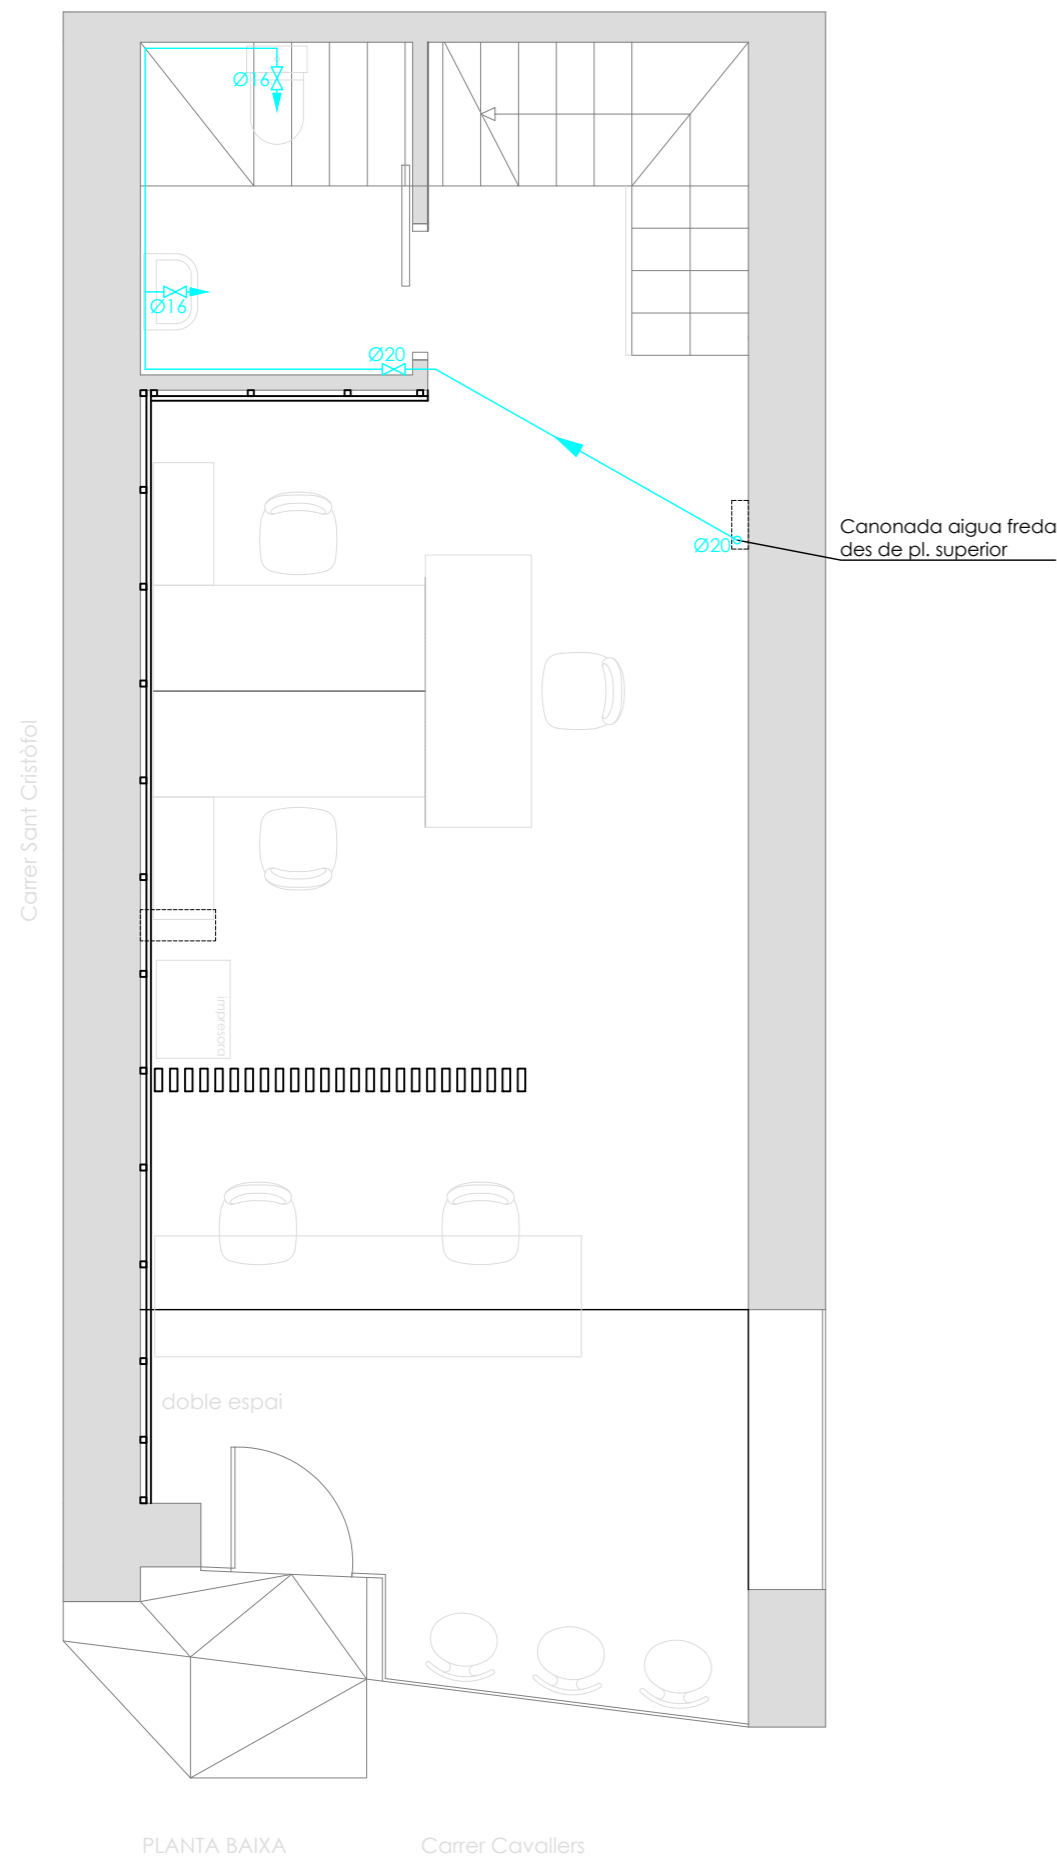 Ø16
Ø16
Ø20
Ø20
Canonada aigua freda
des de pl. superior
Carrer Sant Cristòfol
impresora
doble espai
PLANTA BAIXA
Carrer Cavallers